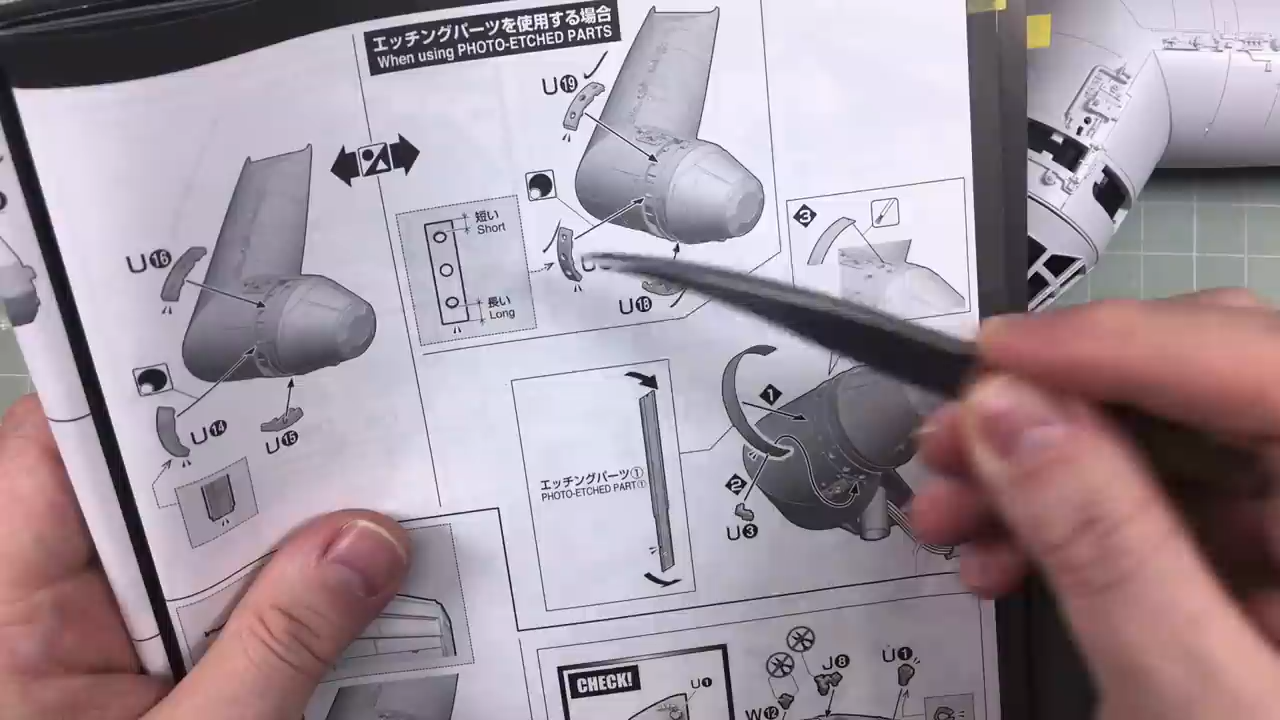 エッチングパーツを使用する場合
When using PHOTO-ETCHED PARTS
U19
U16
短い
Short
長い
Long
U18
3
U14
U15
1
エッチングパーツ①
PHOTO-ETCHED PART①
2
U3
CHECK!
U1
J8
U1
W12